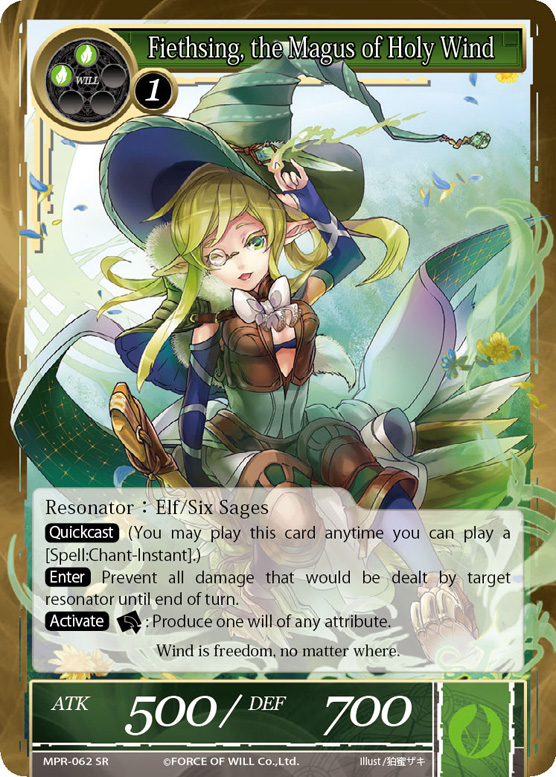 Fiethsing, the Magus of Holy Wind
WILL
1
Resonator : Elf/Six Sages
Quickcast (You may play this card anytime you can play a
[Spell:Chant-Instant].)
Enter Prevent all damage that would be dealt by target
resonator until end of turn.
Activate : Produce one will of any attribute.
Wind is freedom, no matter where.
ATK 500 / DEF 700
MPR-062 SR ©FORCE OF WILL Co.,Ltd. Illust /狛蜜ザキ